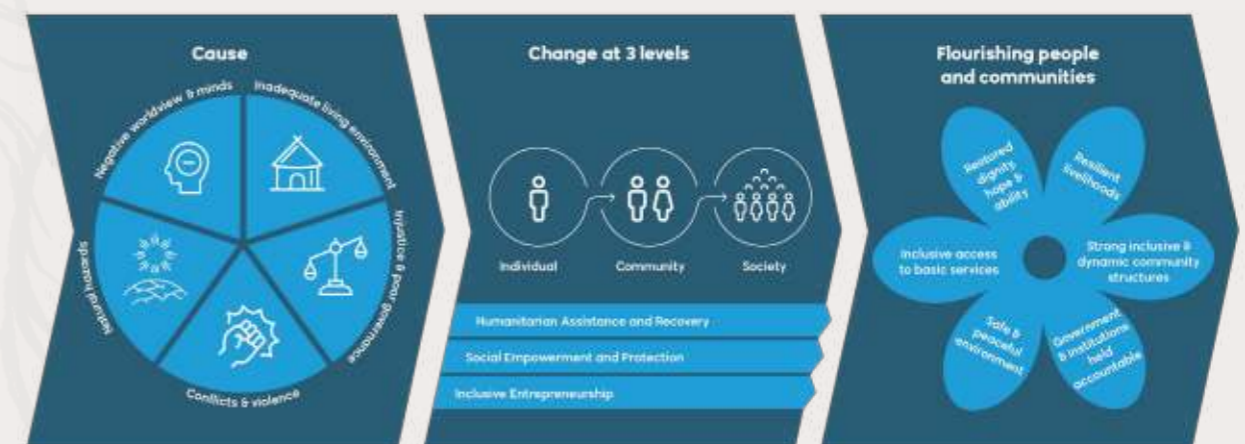 Cause
Negative worldview & minds
Inadequate living environment
Injustice & poor governance
Conflicts & violence
Natural hazards
Change at 3 levels
Individual
Community
Society
Humanitarian Assistance and Recovery
Social Empowerment and Protection
Inclusive Entrepreneurship
Flourishing people
and communities
Restored
dignity,
hope &
ability
Resilient
livelihoods
Inclusive access
to basic services
Strong inclusive &
dynamic community
structures
Safe &
peaceful
environment
Government
& institutions
held
accountable